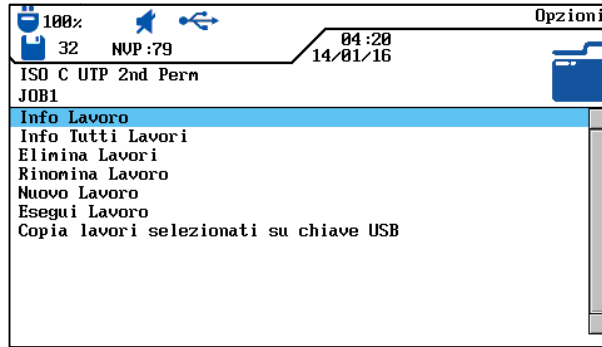 100%
Opzioni
32 NVP:79
04:20
14/01/16
ISO C UTP 2nd Perm
JOB1
Info Lavoro
Info Tutti Lavori
Elimina Lavori
Rinomina Lavoro
Nuovo Lavoro
Esegui Lavoro
Copia lavori selezionati su chiave USB